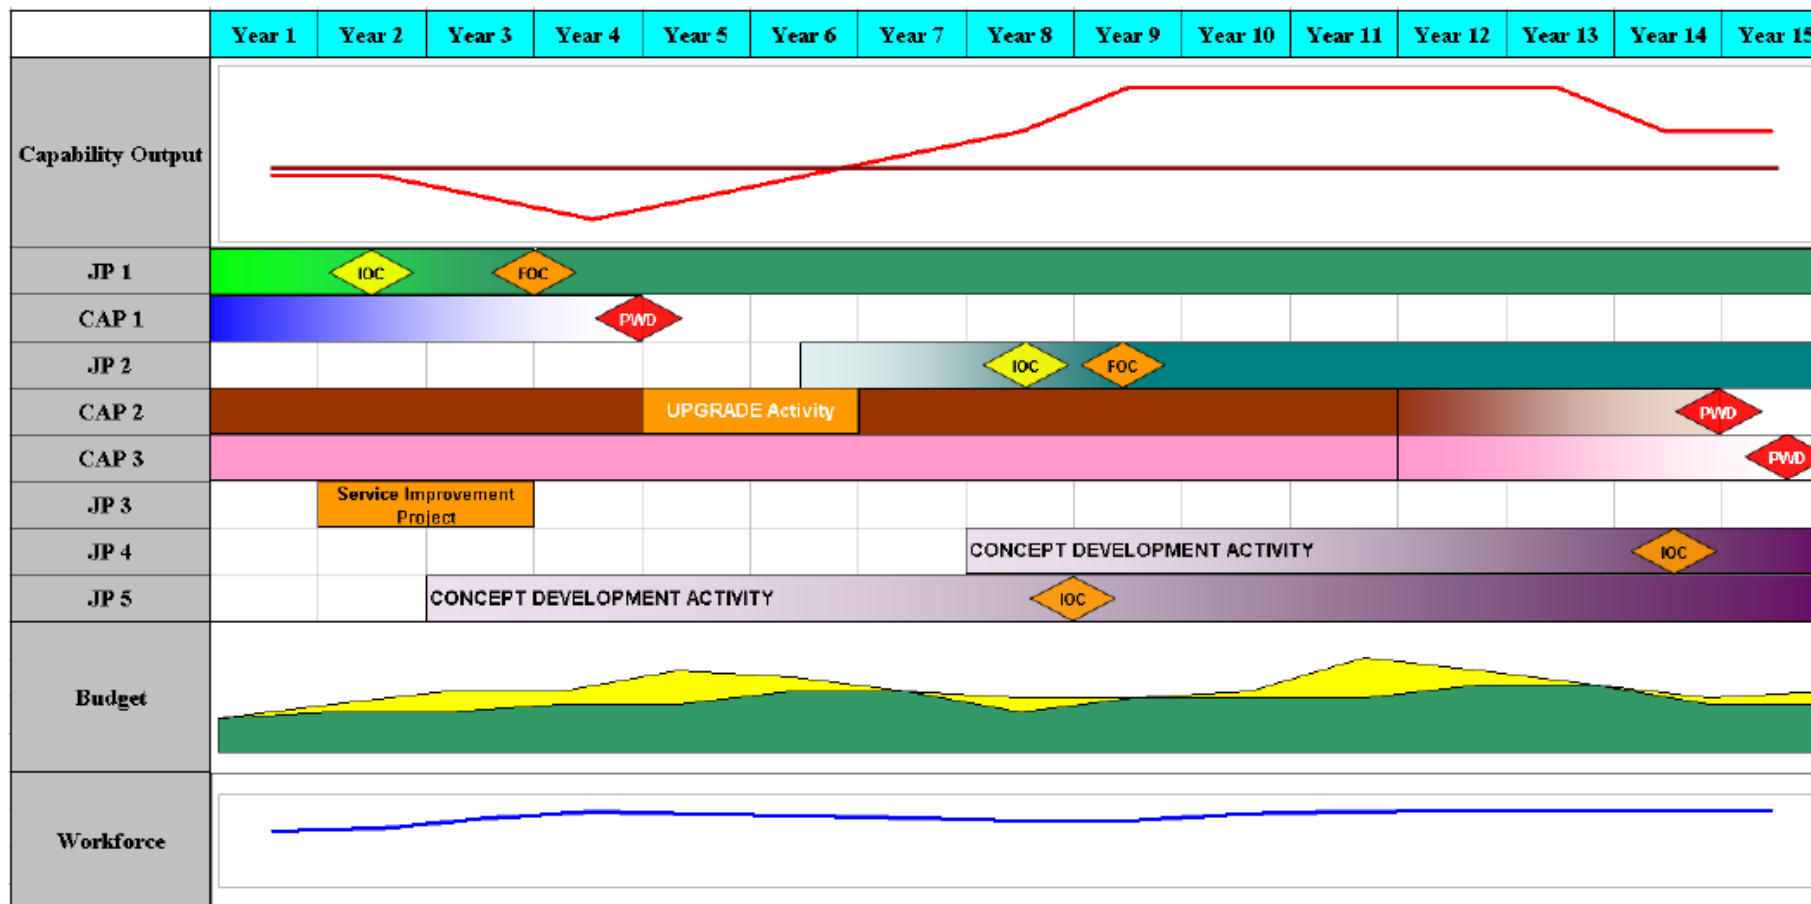 Year 1 Year 2 Year 3 Year 4 Year 5 Year 6 Year 7 Year 8 Year 9 Year 10 Year 11 Year 12 Year 13 Year 14 Year 15
Capability Output
JP 1 IOC FOC
CAP 1 PWD
JP 2 IOC FOC
CAP 2 UPGRADE Activity PWD
CAP 3 PWD
JP 3 Service Improvement
Project
JP 4 CONCEPT DEVELOPMENT ACTIVITY IOC
JP 5 CONCEPT DEVELOPMENT ACTIVITY IOC
Budget
Workforce